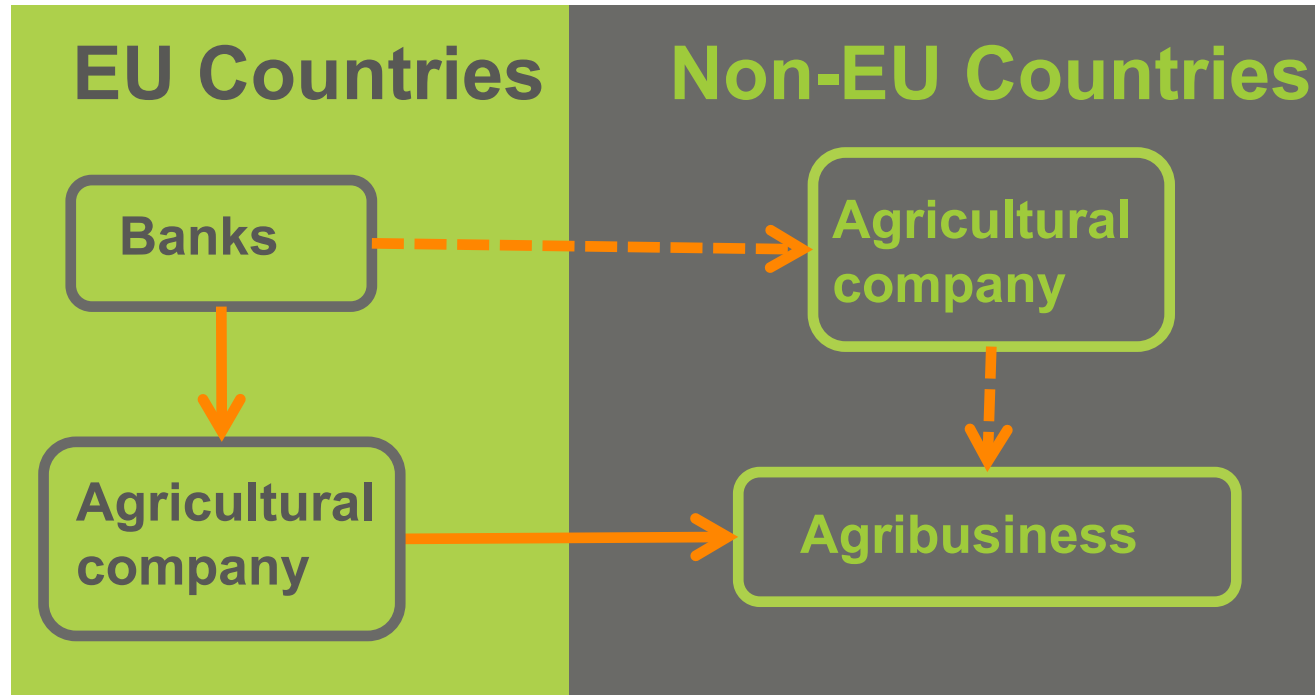 EU Countries
Non-EU Countries
Banks
Agricultural
company
Agricultural
company
Agribusiness